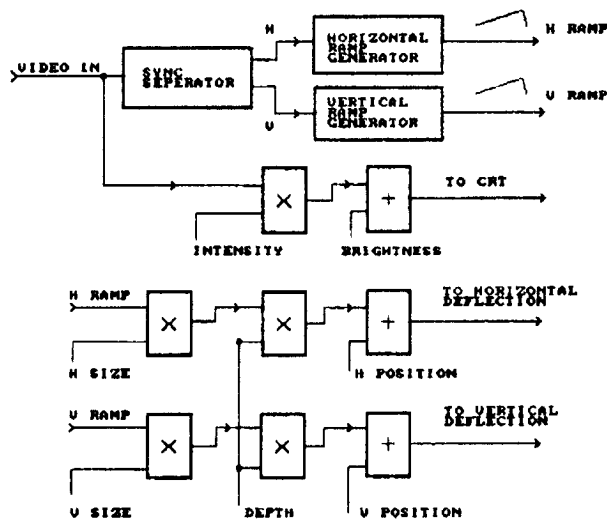 H
HORIZONTAL
RAMP
GENERATOR
H RAMP
VIDEO IN
SYNC
SEPERATOR
V
VERTICAL
RAMP
GENERATOR
V RAMP
×
+
TO CRT
INTENSITY
BRIGHTNESS
H RAMP
×
×
+
TO HORIZONTAL
DEFLECTION
H SIZE
H POSITION
V RAMP
×
×
+
TO VERTICAL
DEFLECTION
V SIZE
DEPTH
V POSITION